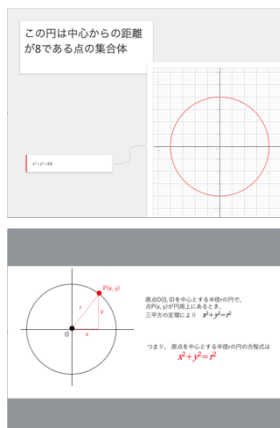 この円は中心からの距離
が8である点の集合体
x²+y²=64
P(x, y)
r
y
O
x
原点O(0, 0)を中心とする半径rの円で、
点P(x, y)が円周上にあるとき、
三平方の定理により x²+y²=r²
つまり、原点を中心とする半径rの円の方程式は
x²+y²=r²